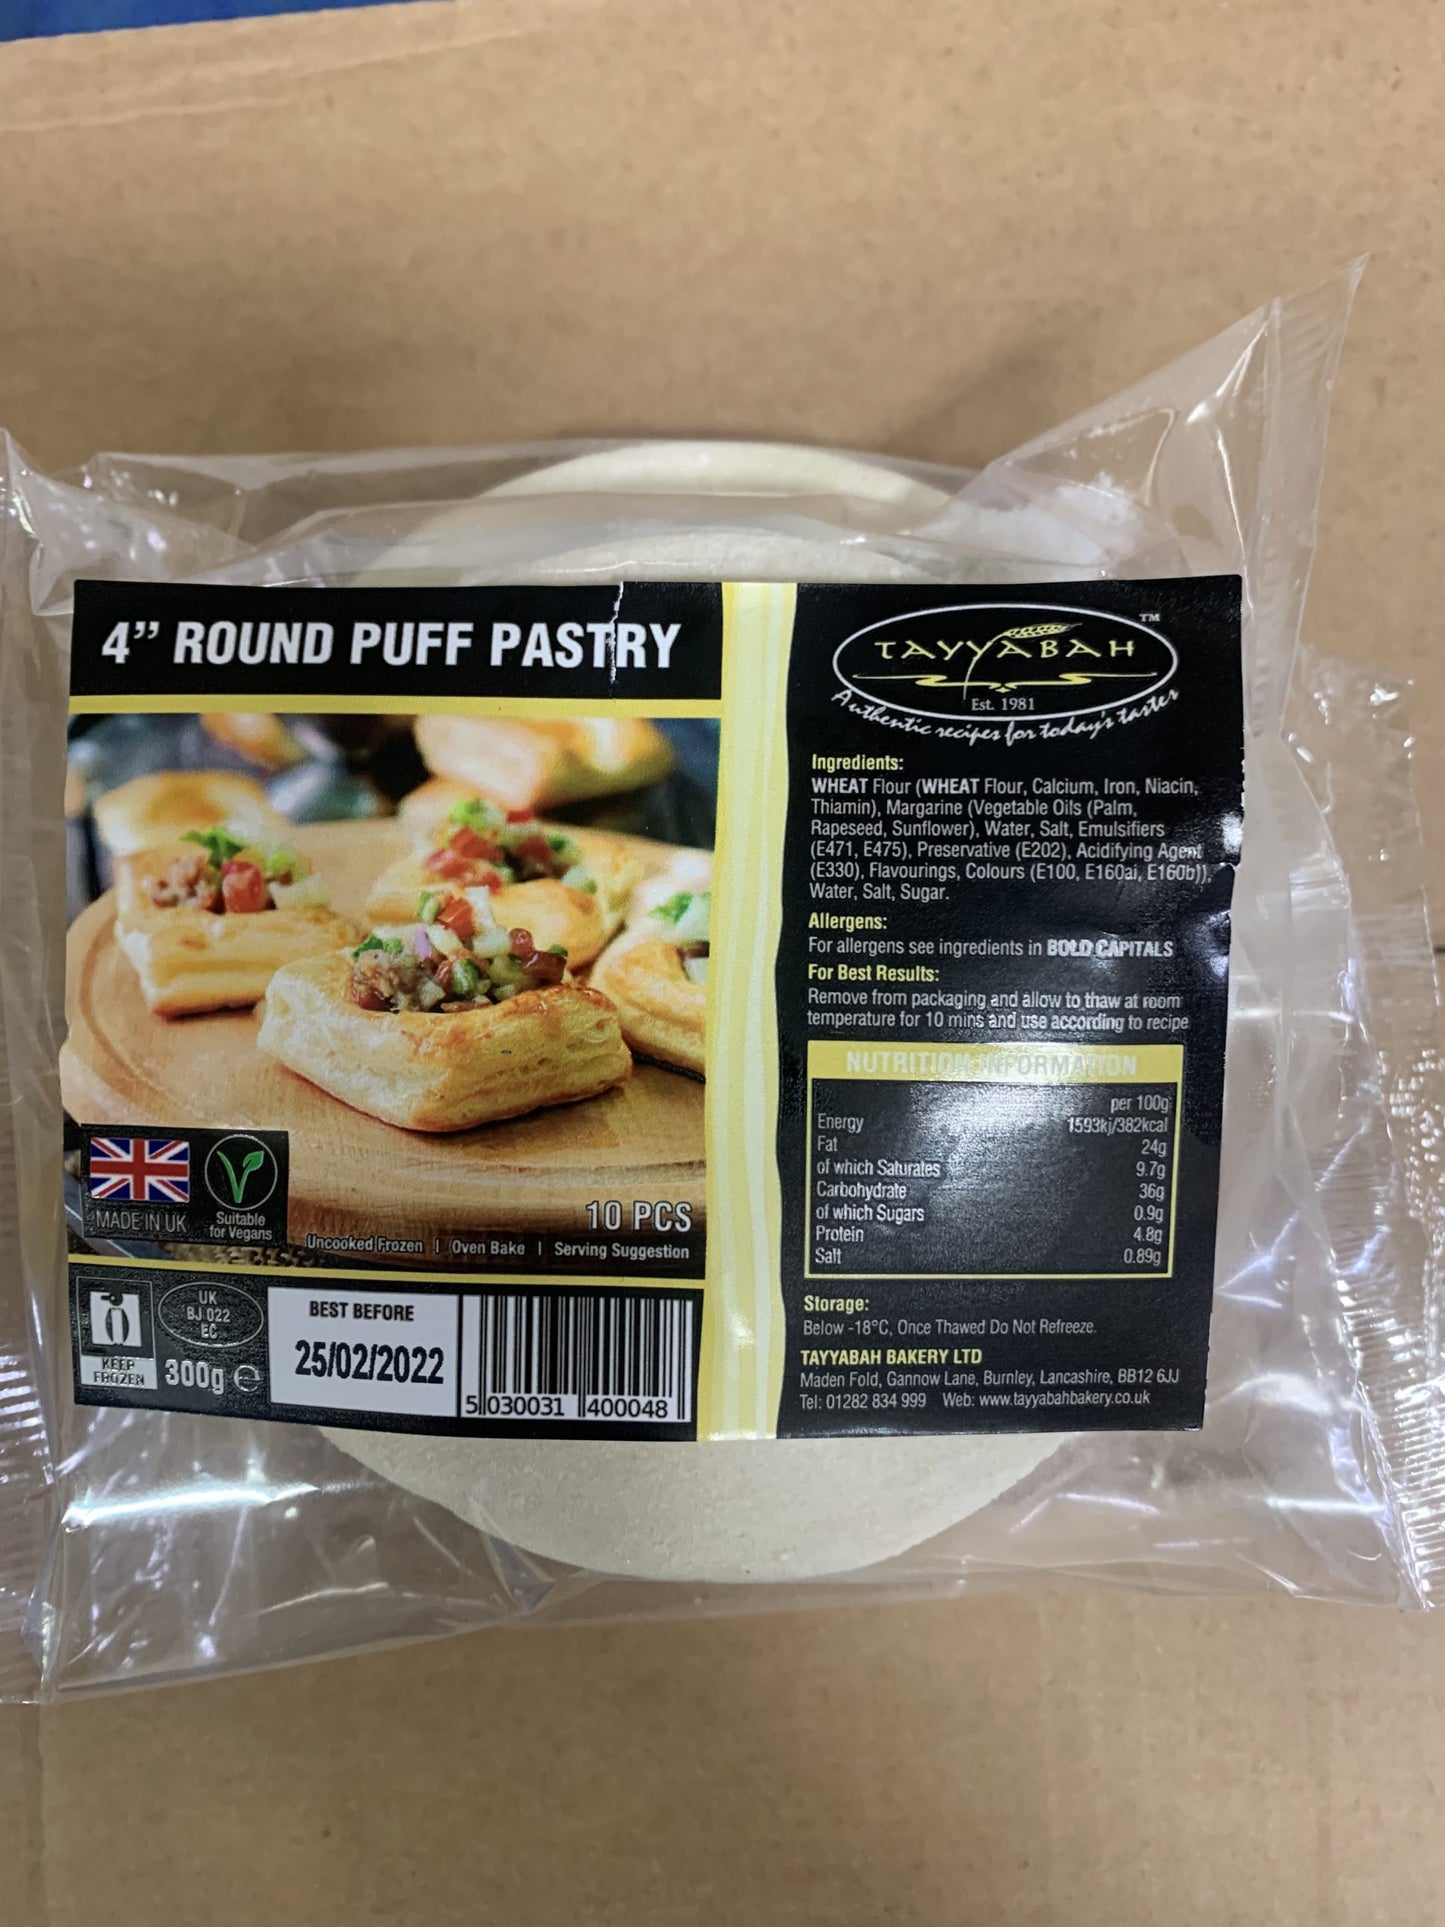 4” ROUND PUFF PASTRY
MADE IN UK
Suitable
for Vegans
10 PCS
Uncooked Frozen | Oven Bake | Serving Suggestion
KEEP
FROZEN
UK
BJ 022
EC
300g ℮
BEST BEFORE
25/02/2022
5 030031 400048
TAYYABAH
TM
Est. 1981
Authentic recipes for today's tastes
Ingredients:
WHEAT Flour (WHEAT Flour, Calcium, Iron, Niacin,
Thiamin), Margarine (Vegetable Oils (Palm,
Rapeseed, Sunflower), Water, Salt, Emulsifiers
(E471, E475), Preservative (E202), Acidifying Agent
(E330), Flavourings, Colours (E100, E160ai, E160b)),
Water, Salt, Sugar.
Allergens:
For allergens see ingredients in BOLD CAPITALS
For Best Results:
Remove from packaging and allow to thaw at room
temperature for 10 mins and use according to recipe
NUTRITION INFORMATION
per 100g
Energy 1593kj/382kcal
Fat 24g
of which Saturates 9.7g
Carbohydrate 36g
of which Sugars 0.9g
Protein 4.8g
Salt 0.89g
Storage:
Below -18°C, Once Thawed Do Not Refreeze.
TAYYABAH BAKERY LTD
Maden Fold, Gannow Lane, Burnley, Lancashire, BB12 6JJ
Tel: 01282 834 999 Web: www.tayyabahbakery.co.uk